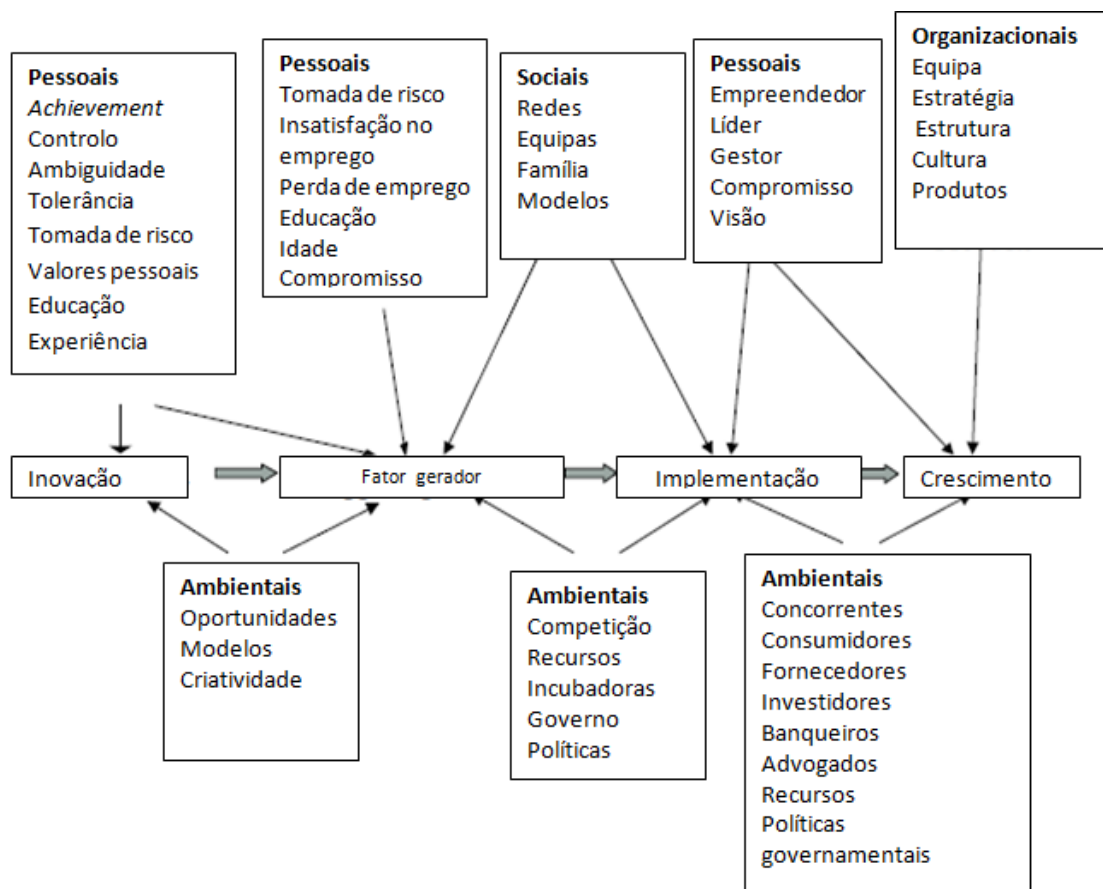 Pessoais
Achievement
Controlo
Ambiguidade
Tolerância
Tomada de risco
Valores pessoais
Educação
Experiência
Pessoais
Tomada de risco
Insatisfação no
emprego
Perda de emprego
Educação
Idade
Compromisso
Sociais
Redes
Equipas
Família
Modelos
Pessoais
Empreendedor
Líder
Gestor
Compromisso
Visão
Organizacionais
Equipa
Estratégia
Estrutura
Cultura
Produtos
Inovação
Fator gerador
Implementação
Crescimento
Ambientais
Oportunidades
Modelos
Criatividade
Ambientais
Competição
Recursos
Incubadoras
Governo
Políticas
Ambientais
Concorrentes
Consumidores
Fornecedores
Investidores
Banqueiros
Advogados
Recursos
Políticas
governamentais